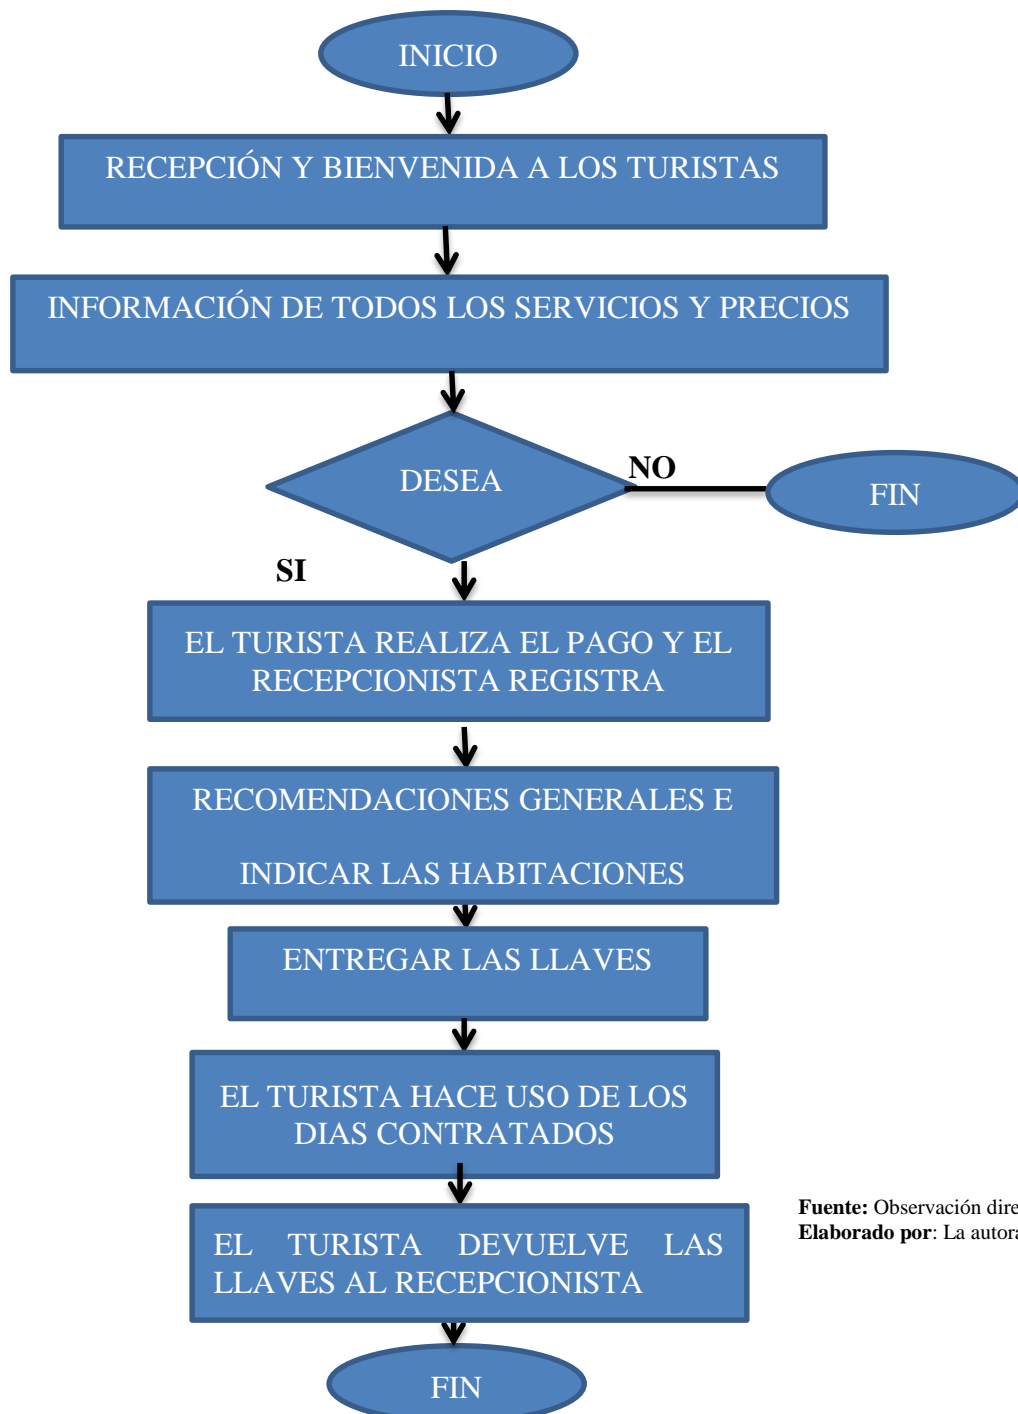 INICIO
RECEPCIÓN Y BIENVENIDA A LOS TURISTAS
INFORMACIÓN DE TODOS LOS SERVICIOS Y PRECIOS
DESEA
NO
FIN
SI
EL TURISTA REALIZA EL PAGO Y EL
RECEPCIONISTA REGISTRA
RECOMENDACIONES GENERALES E
INDICAR LAS HABITACIONES
ENTREGAR LAS LLAVES
EL TURISTA HACE USO DE LOS
DIAS CONTRATADOS
EL TURISTA DEVUELVE LAS
LLAVES AL RECEPCIONISTA
Fuente: Observación
Elaborado por: La autora
FIN